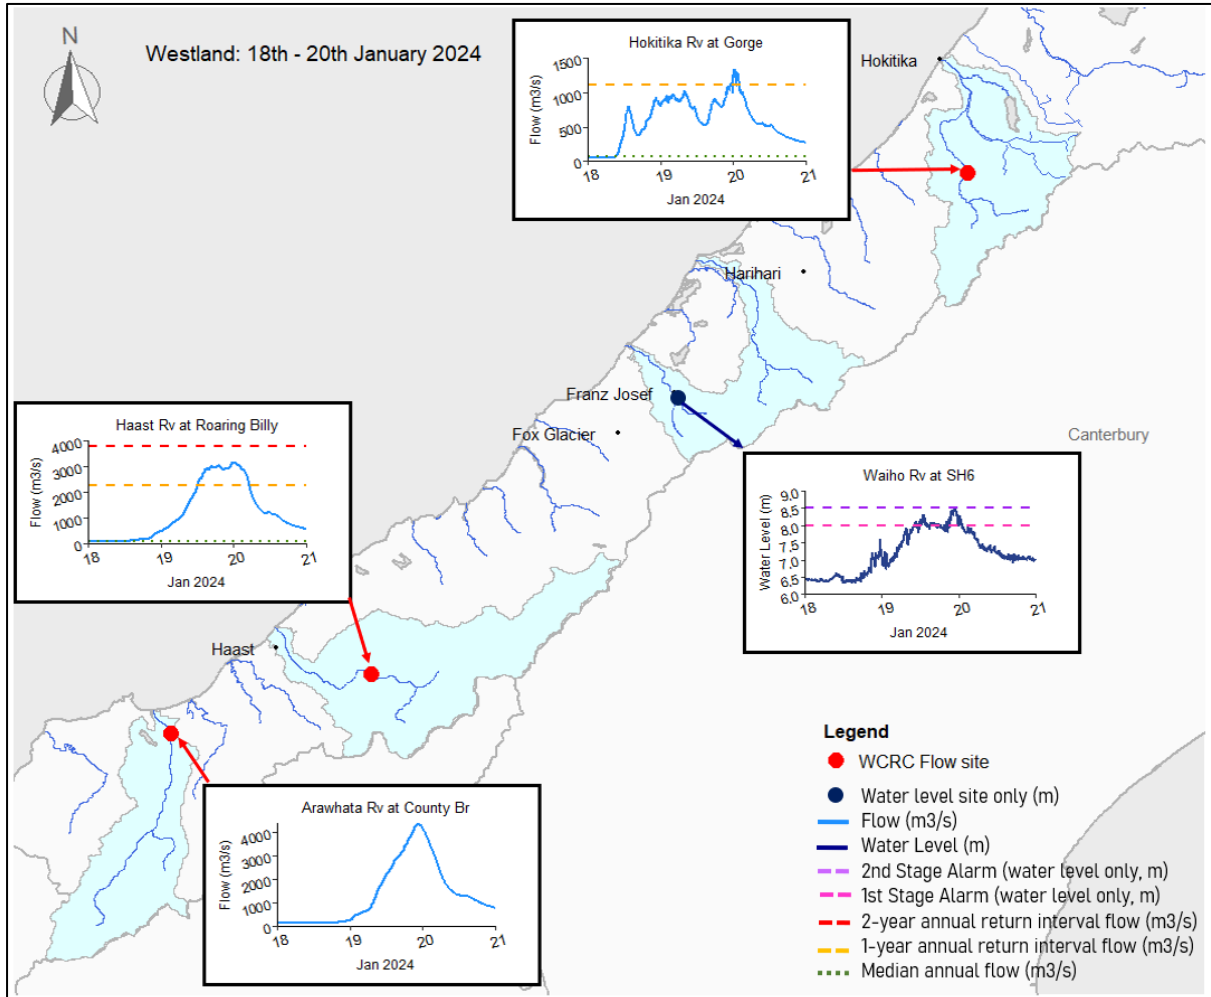 N
Westland: 18th - 20th January 2024
Hokitika Rv at Gorge
Flow (m3/s)
1500
1000
500
0
18
19
20
21
Jan 2024
Hokitika
Harihari
Franz Josef
Fox Glacier
Canterbury
Haast Rv at Roaring Billy
Flow (m3/s)
4000
3000
2000
1000
0
18
19
20
21
Jan 2024
Waiho Rv at SH6
Water Level (m)
9,0
8,5
8,0
7,5
7,0
6,5
6,0
18
19
20
21
Jan 2024
Haast
Arawhata Rv at County Br
Flow (m3/s)
4000
3000
2000
1000
0
18
19
20
21
Jan 2024
Legend
WCRC Flow site
Water level site only (m)
Flow (m3/s)
Water Level (m)
2nd Stage Alarm (water level only, m)
1st Stage Alarm (water level only, m)
2-year annual return interval flow (m3/s)
1-year annual return interval flow (m3/s)
Median annual flow (m3/s)